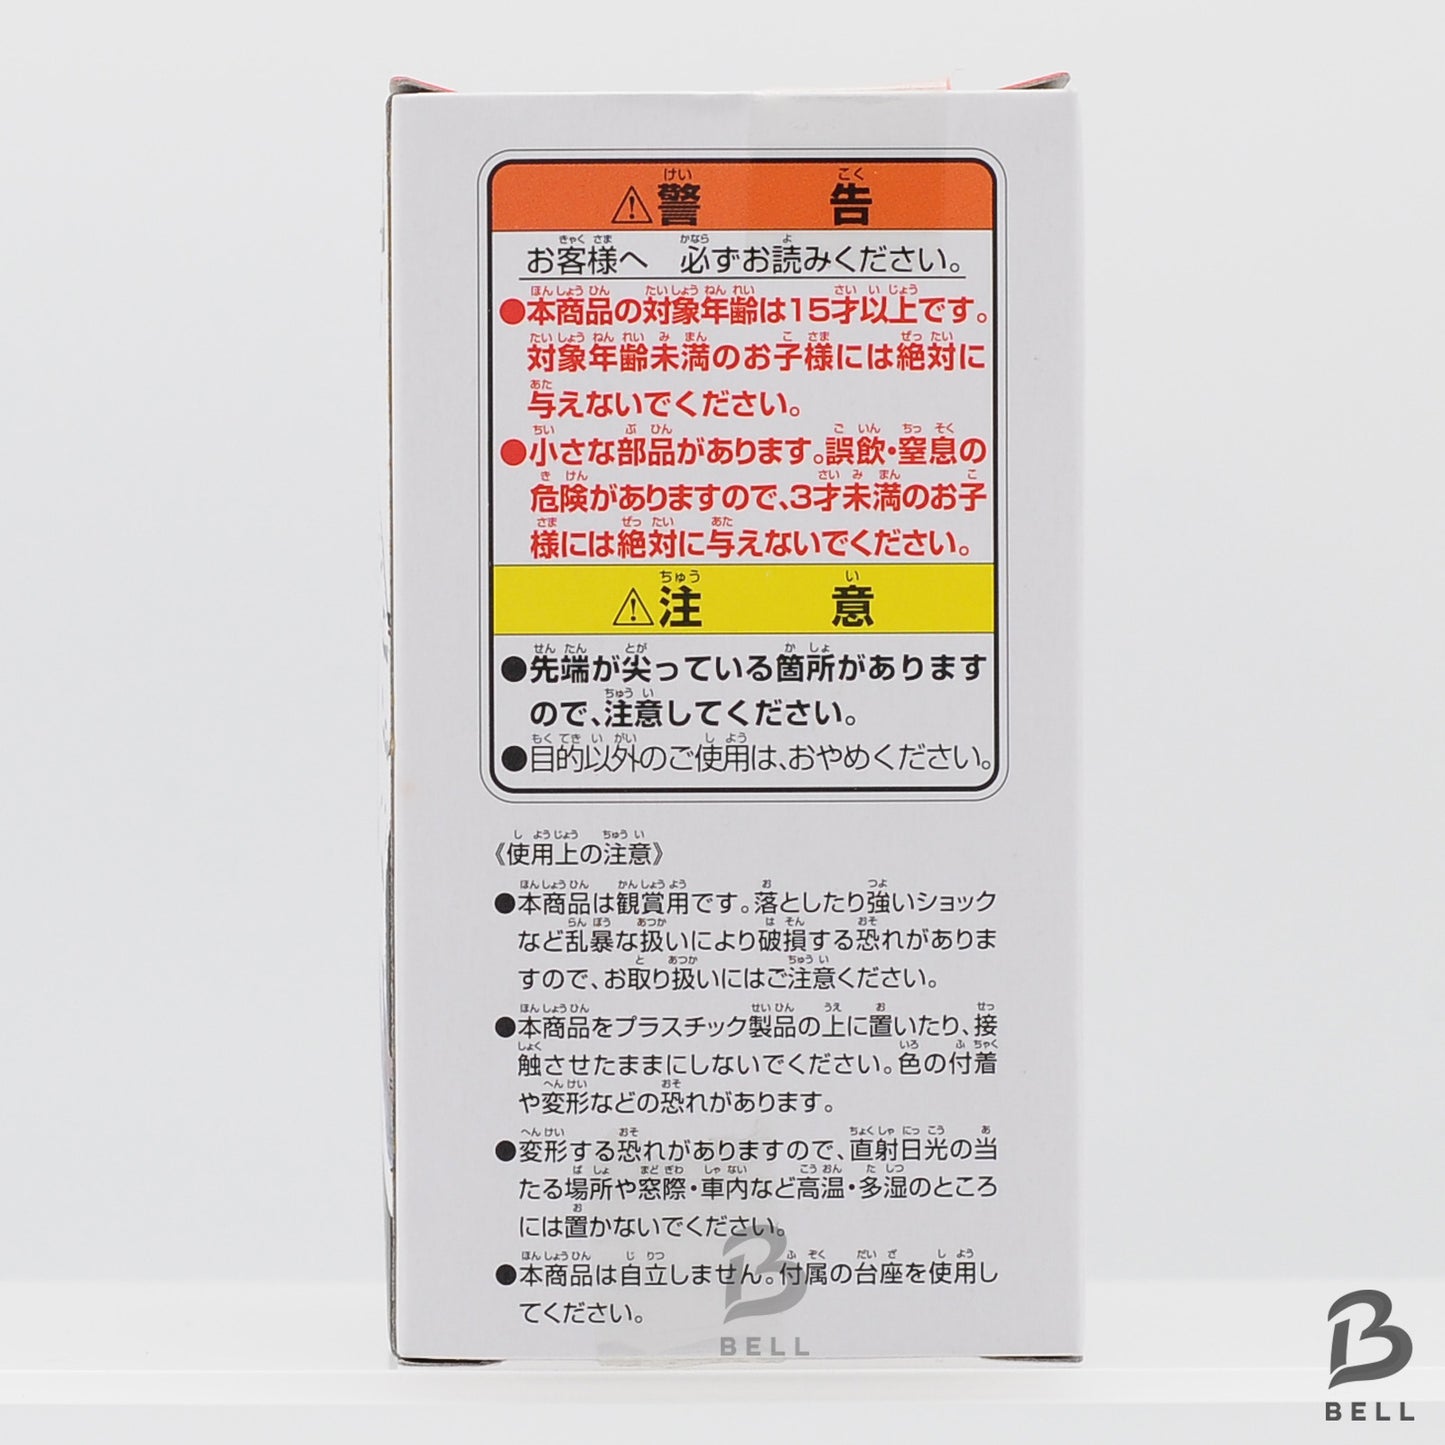 ⚠警告
お客様へ 必ずお読みください。
●本商品の対象年齢は15才以上です。
対象年齢未満のお子様には絶対に
与えないでください。
●小さな部品があります。誤飲・窒息の
危険がありますので、3才未満のお子
様には絶対に与えないでください。
⚠注意
●先端が尖っている箇所があります
ので、注意してください。
●目的以外のご使用は、おやめください。
《使用上の注意》
●本商品は観賞用です。落としたり強いショック
など乱暴な扱いにより破損する恐れがありま
すので、お取り扱いにはご注意ください。
●本商品をプラスチック製品の上に置いたり、接
触させたままにしないでください。色の付着
や変形などの恐れがあります。
●変形する恐れがありますので、直射日光の当
たる場所や窓際・車内など高温・多湿のところ
には置かないでください。
●本商品は自立しません。付属の台座を使用し
てください。
BELL
BELL